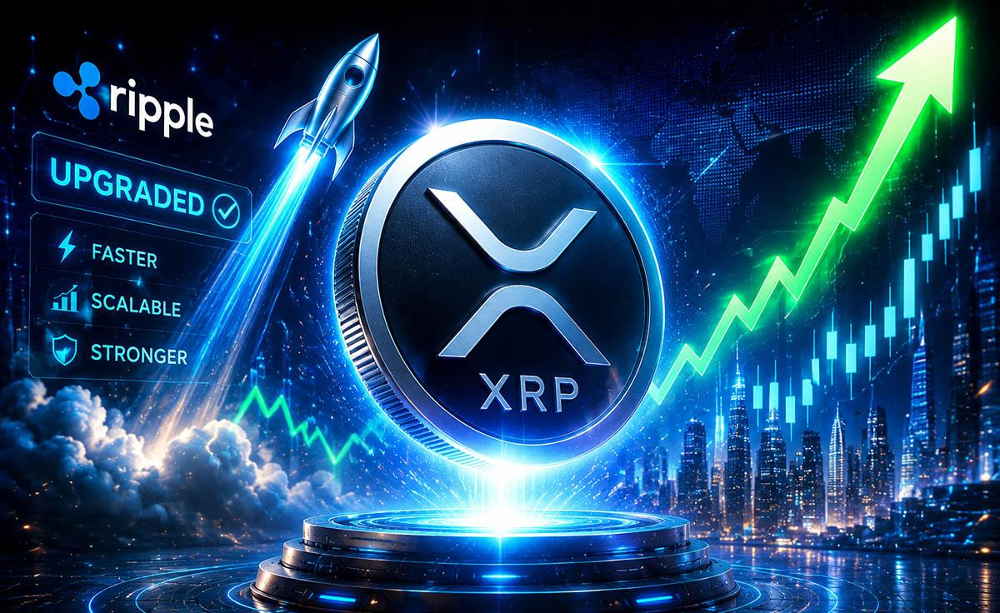 ripple
UPGRADED
FASTER
SCALABLE
STRONGER
XRP